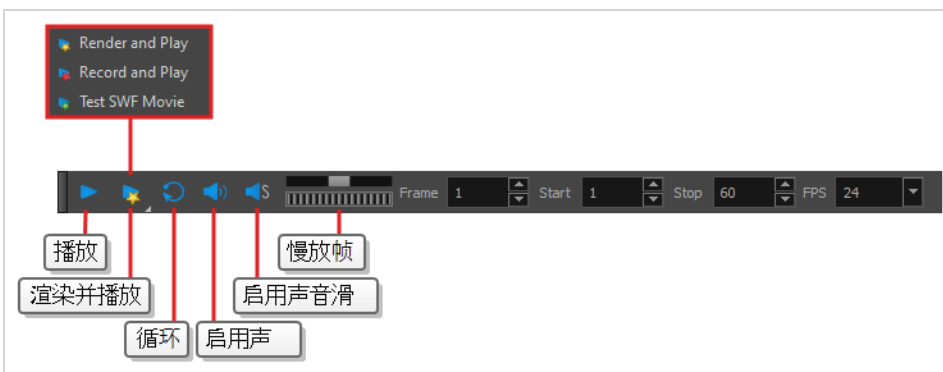 Render and Play
Record and Play
Test SWF Movie
S Frame 1 Start 1 Stop 60 FPS 24
播放
慢放帧
渲染并播放
启用声音滑
循环
启用声